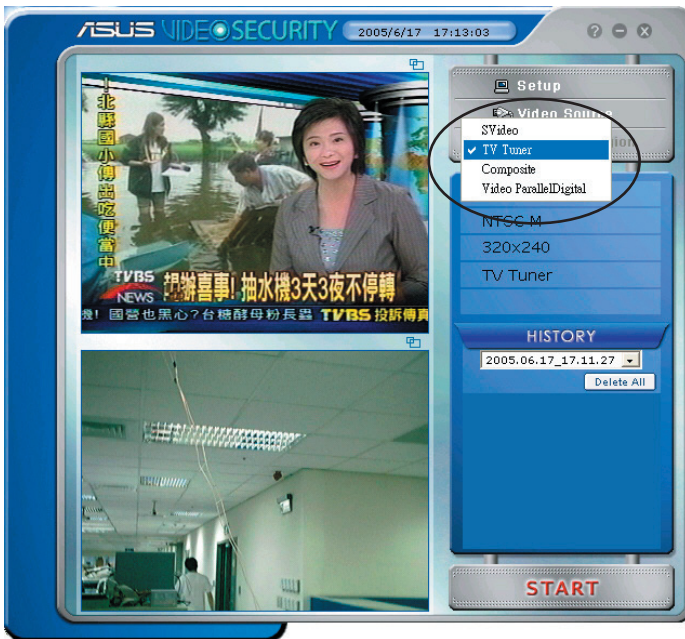 ASUS VIDEOSECURITY
2005/6/17 17:13:03
!北縣國小傳出吃便當中
TVBS
NEWS
想辦喜事! 抽水機3天3夜不停轉
機! 國營也黑心?台糖酵母粉長蟲 TVBS 投訴傳真
Setup
Video Source
SVideo
TV Tuner
Composite
Video ParallelDigital
NTSC M
320x240
TV Tuner
HISTORY
2005.06.17_17.11.27
Delete All
START